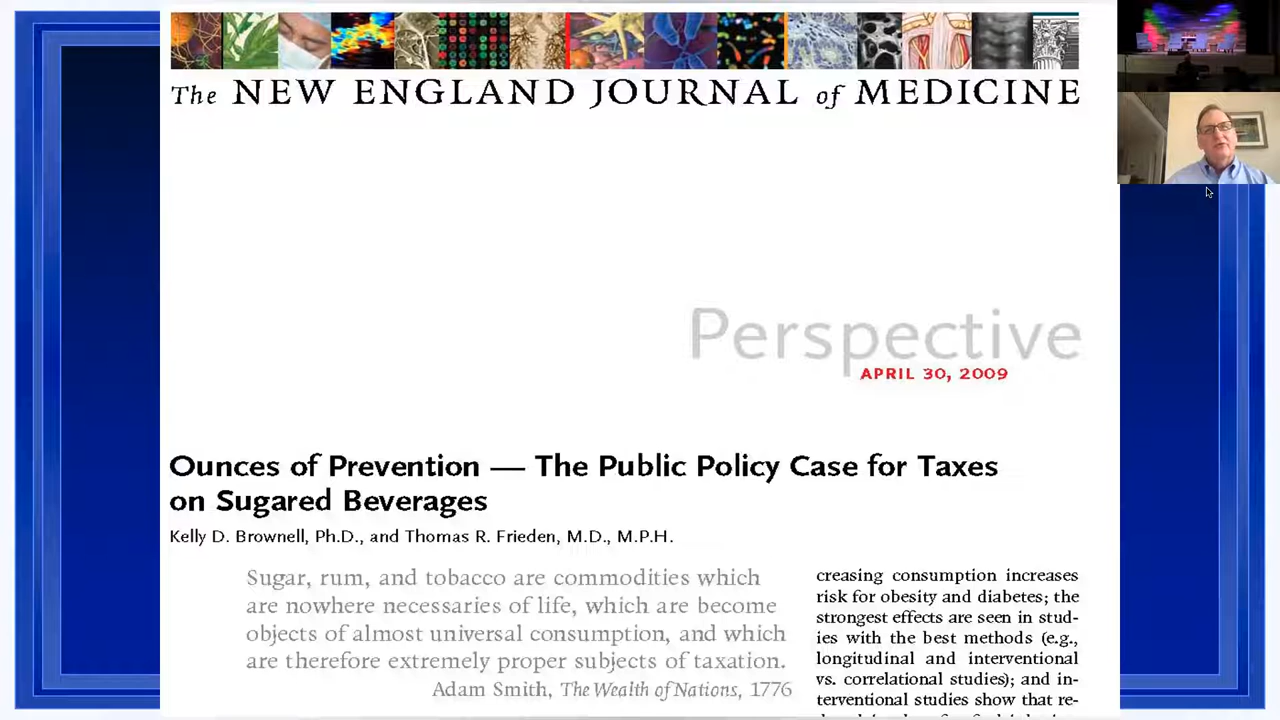 The NEW ENGLAND JOURNAL of MEDICINE
Perspective
APRIL 30, 2009
Ounces of Prevention — The Public Policy Case for Taxes
on Sugared Beverages
Kelly D. Brownell, Ph.D., and Thomas R. Frieden, M.D., M.P.H.
Sugar, rum, and tobacco are commodities which
are nowhere necessaries of life, which are become
objects of almost universal consumption, and which
are therefore extremely proper subjects of taxation.
Adam Smith, The Wealth of Nations, 1776
creasing consumption increases
risk for obesity and diabetes; the
strongest effects are seen in stud-
ies with the best methods (e.g.,
longitudinal and interventional
vs. correlational studies); and in-
terventional studies show that re-